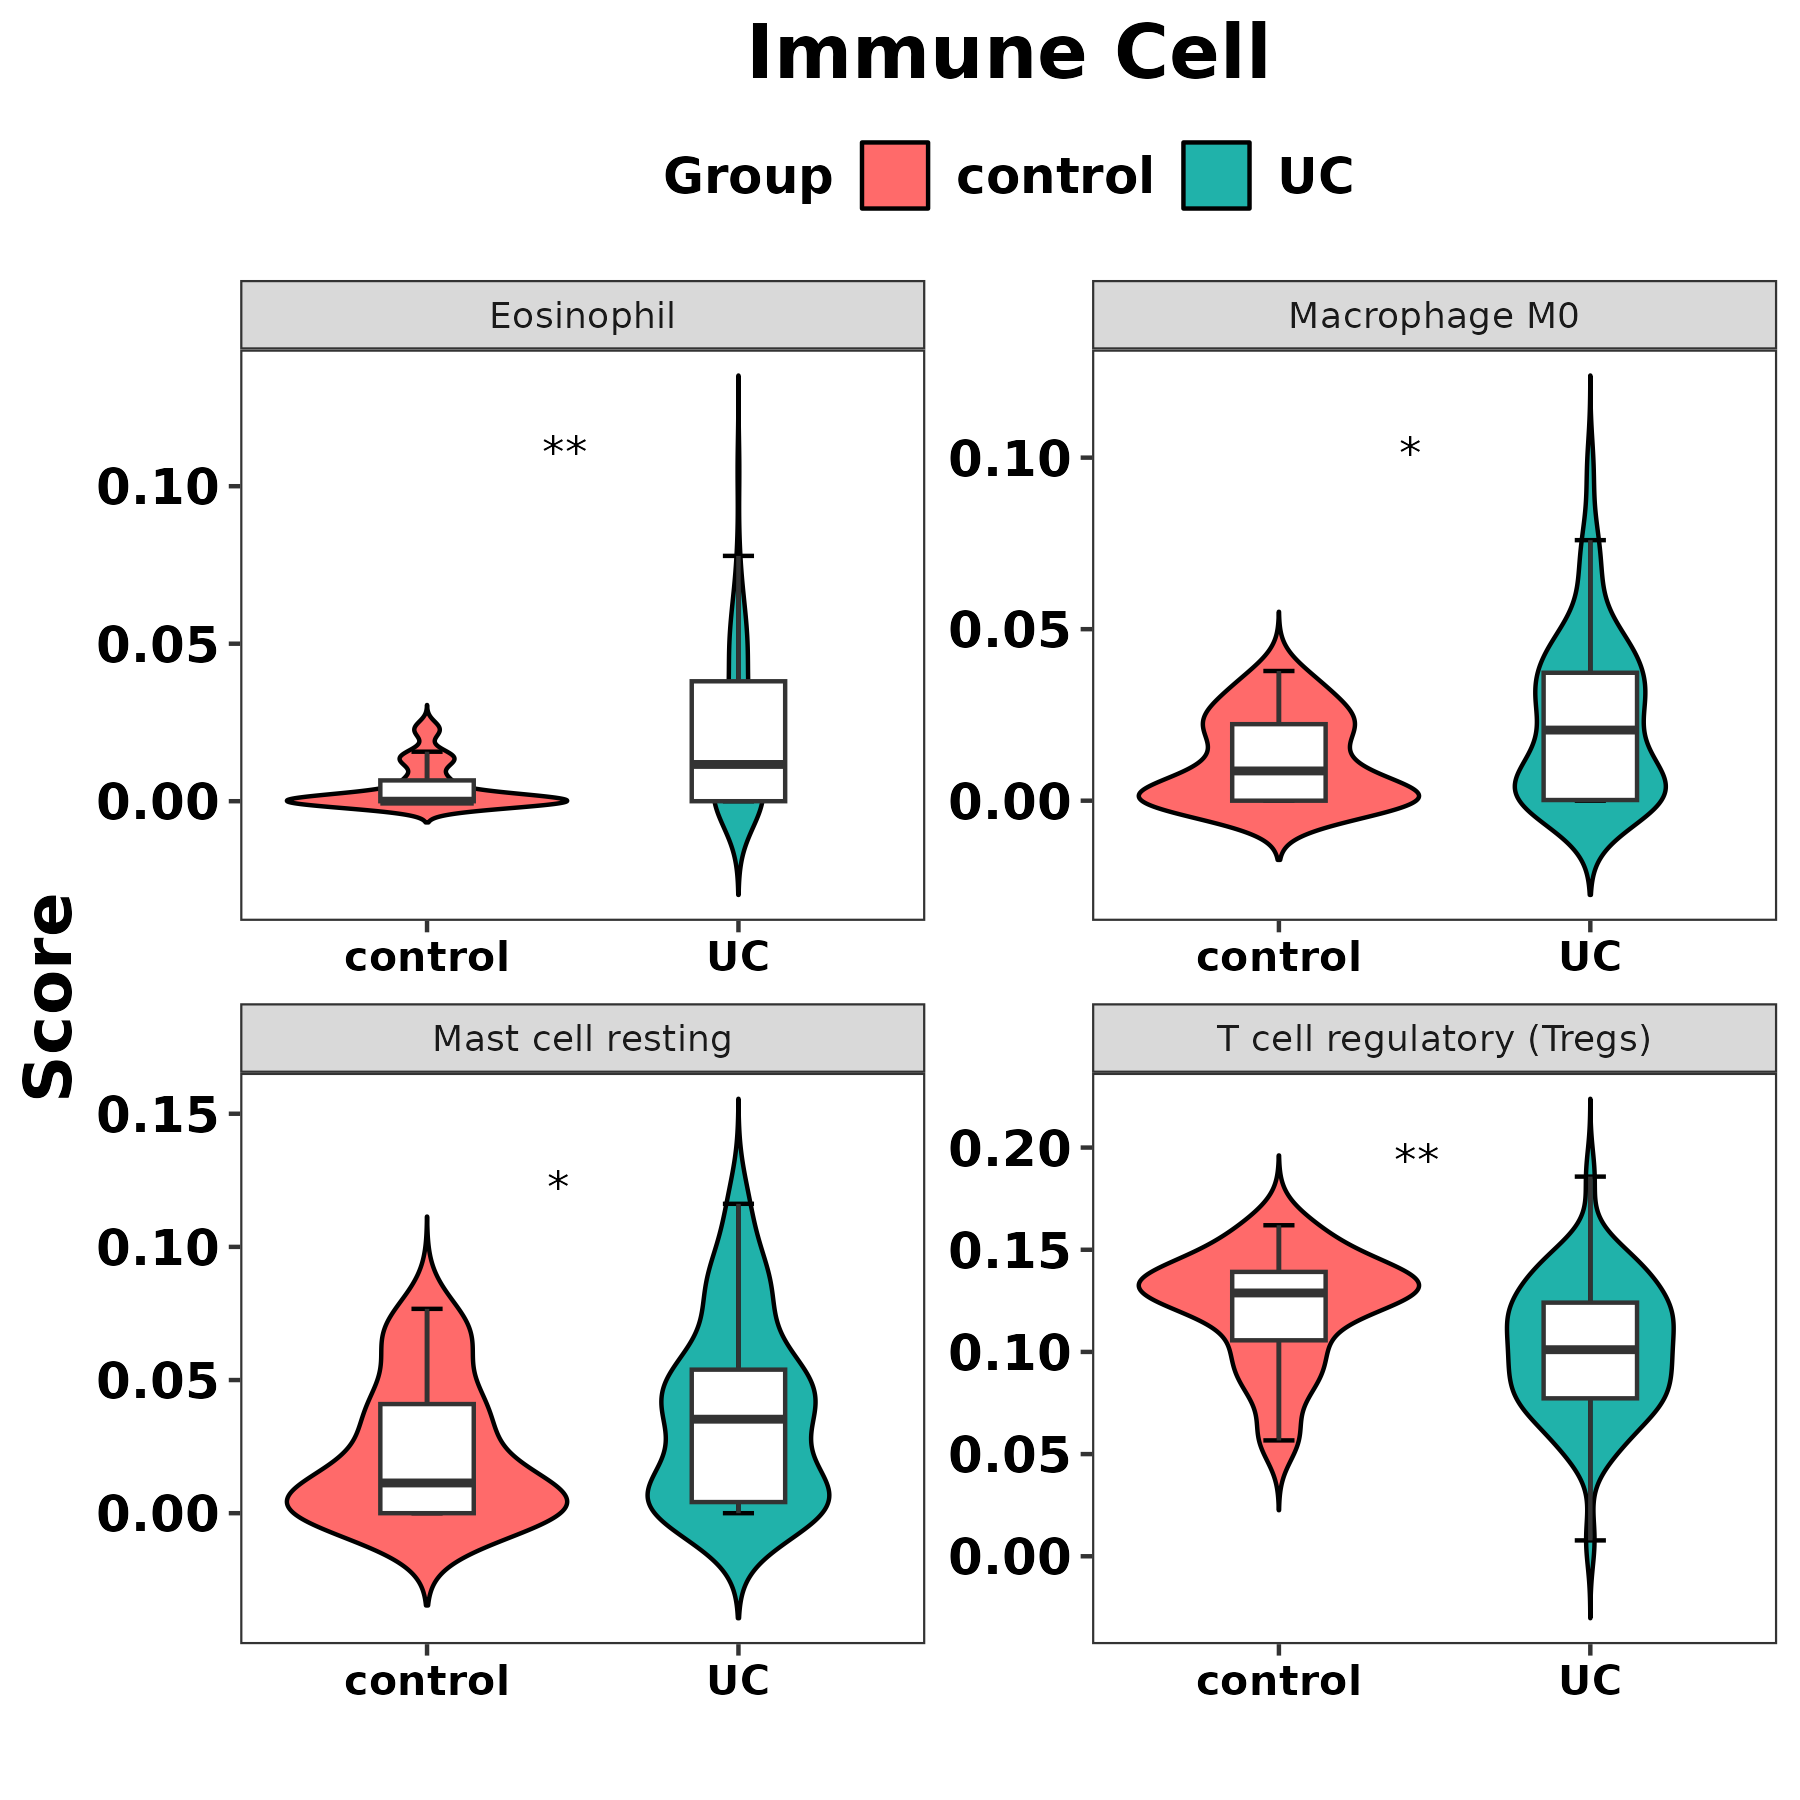 Immune Cell
Group control UC
Eosinophil
Macrophage M0
**
*
0.10
0.05
0.00
0.10
0.05
0.00
control UC
control UC
Score
Mast cell resting
T cell regulatory (Tregs)
*
**
0.15
0.10
0.05
0.00
0.20
0.15
0.10
0.05
0.00
control UC
control UC